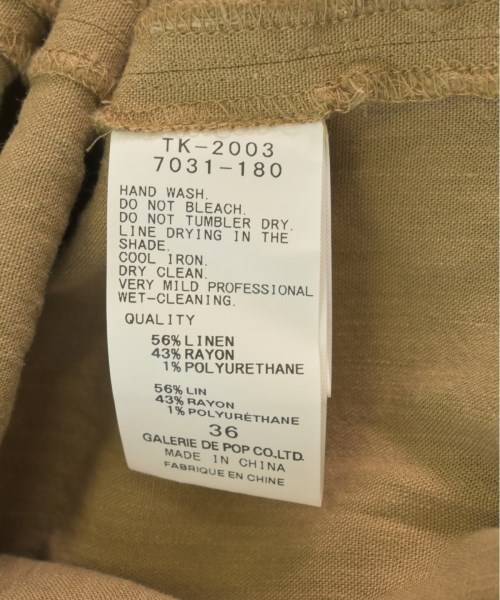 TK-2003
7031-180
HAND WASH.
DO NOT BLEACH.
DO NOT TUMBLER DRY.
LINE DRYING IN THE
SHADE.
COOL IRON.
DRY CLEAN.
VERY MILD PROFESSIONAL
WET-CLEANING.
QUALITY
56% LINEN
43% RAYON
1% POLYURETHANE
56% LIN
43% RAYON
1% POLYURÉTHANE
36
GALERIE DE POP CO.LTD.
MADE IN CHINA
FABRIQUE EN CHINE